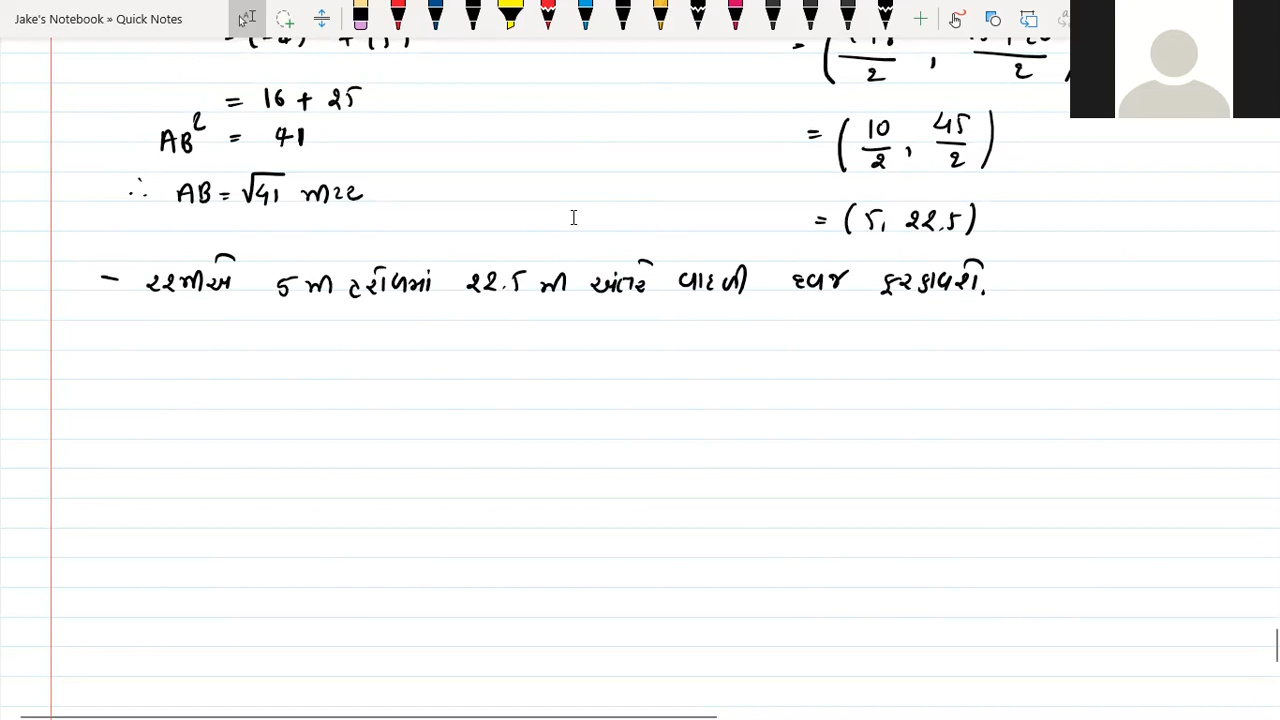 Jake's Notebook » Quick Notes
= 16 + 25
AB² = 41
∴ AB = √41 મીટર
= (10/2, 45/2)
= (5, 22.5)
- રશ્મીએ 5 મી હરોળમાં 22.5 મી અંતરે વાદળી ધ્વજ ફરકાવશે.